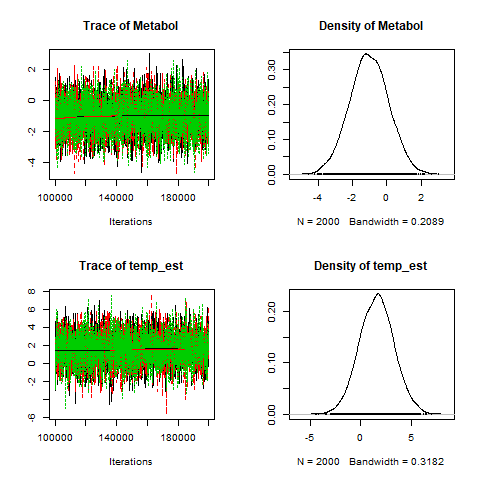 Trace of Metabol
2
0
-2
-4
100000 140000 180000
Iterations
Density of Metabol
0.30
0.20
0.10
0.00
-4 -2 0 2
N = 2000 Bandwidth = 0.2089
Trace of temp_est
8
6
4
2
0
-2
-6
100000 140000 180000
Iterations
Density of temp_est
0.20
0.10
0.00
-5 0 5
N = 2000 Bandwidth = 0.3182